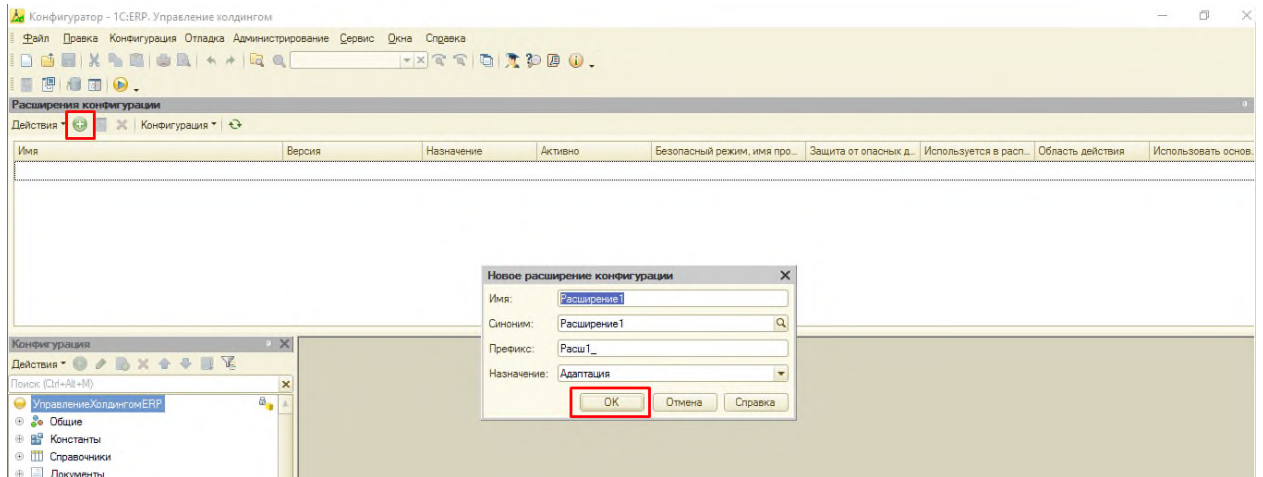 Конфигуратор - 1С:ERP. Управление холдингом
Файл Правка Конфигурация Отладка Администрирование Сервис Окна Справка
Расширения конфигурации
Действия Конфигурация
Имя Версия Назначение Активно Безопасный режим, имя про... Защита от опасных д... Используется в расп... Область действия Использовать основ...
Новое расширение конфигурации
Имя: Расширение1
Синоним: Расширение1
Префикс: Расш1_
Назначение: Адаптация
ОК Отмена Справка
Конфигурация
Действия
Поиск (Ctrl+Alt+M)
УправлениеХолдингомERP
Общие
Константы
Справочники
Документы